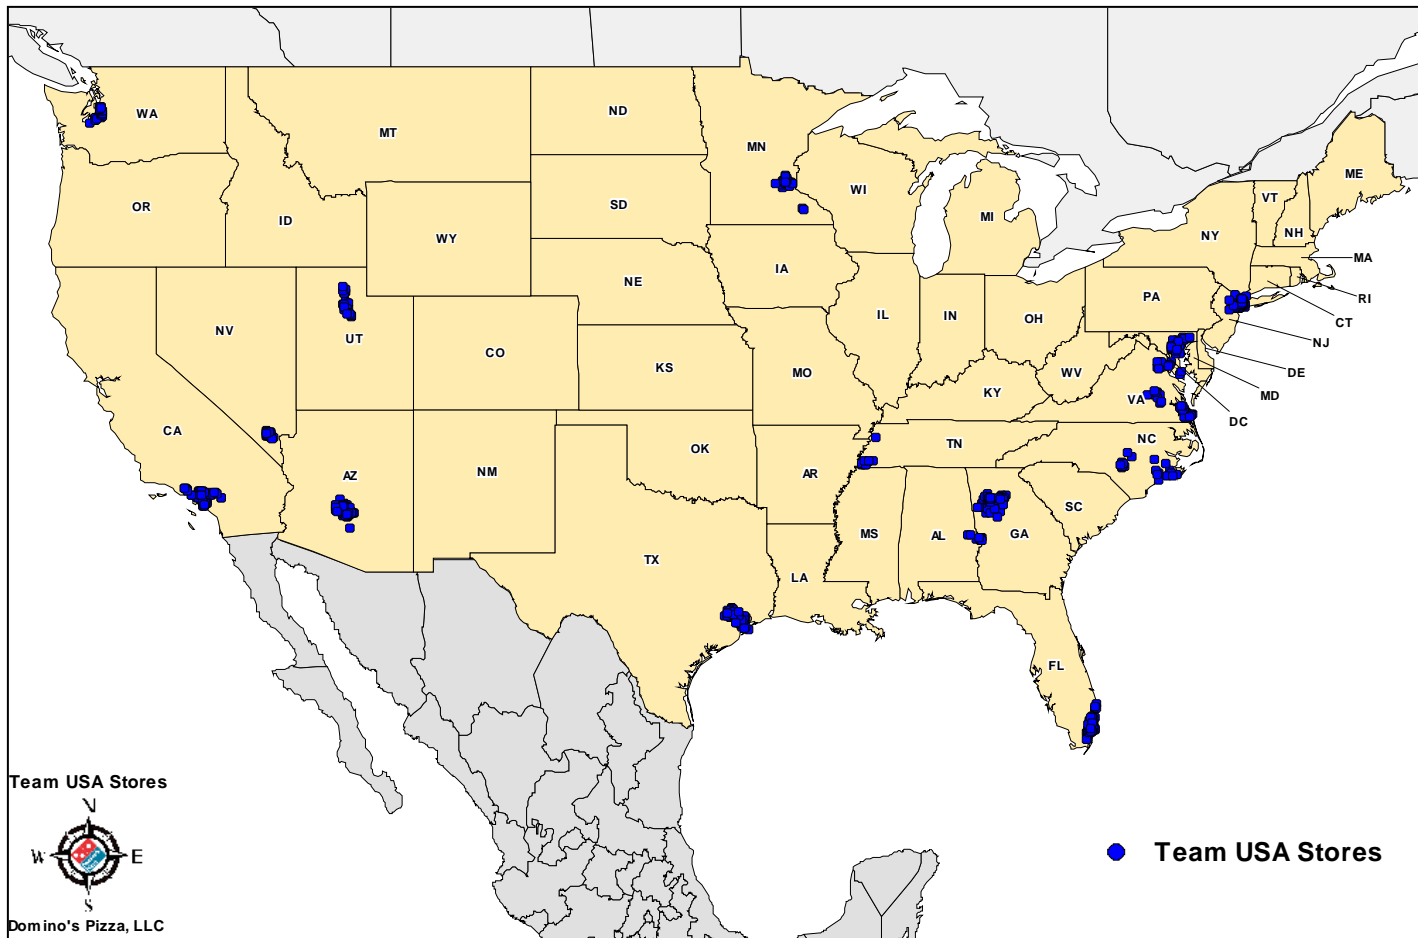 WA
MT
ND
MN
OR
ID
WY
SD
WI
MI
NY
VT
NH
ME
MA
RI
CT
NJ
DE
MD
DC
NV
UT
CO
NE
IA
IL
IN
OH
PA
WV
VA
KS
MO
KY
CA
AZ
NM
OK
AR
TN
NC
SC
TX
LA
MS
AL
GA
FL
Team USA Stores
N
W
E
S
Domino's Pizza, LLC
Team USA Stores